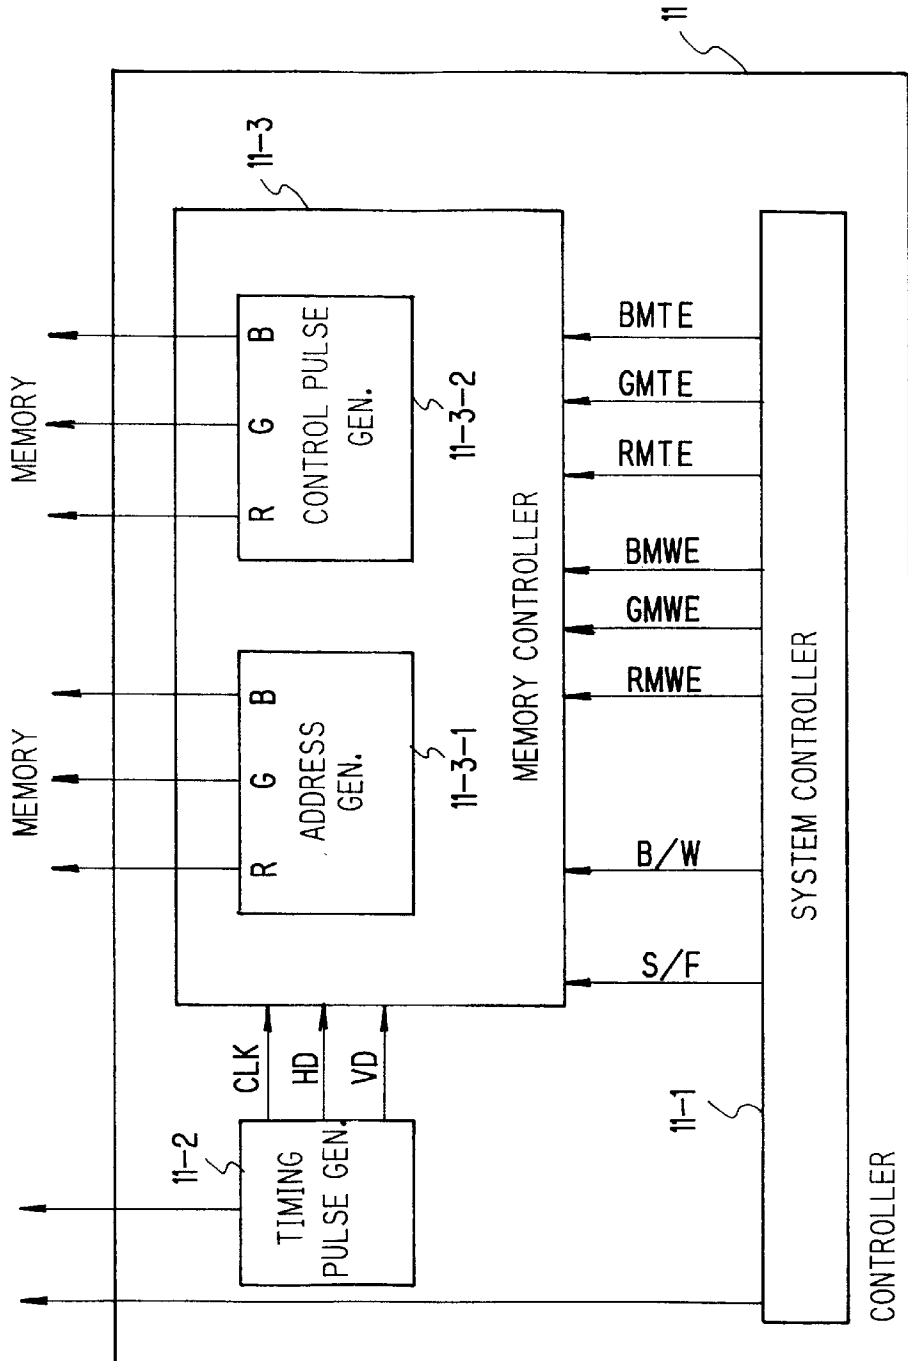 11
MEMORY
MEMORY
11-3
R
G
B
ADDRESS
GEN.
11-3-1
R
G
B
CONTROL PULSE
GEN.
11-3-2
MEMORY CONTROLLER
11-2
TIMING
PULSE GEN.
CLK
HD
VD
S/F
B/W
RMWE
GMWE
BMWE
RMTE
GMTE
BMTE
11-1
SYSTEM CONTROLLER
CONTROLLER